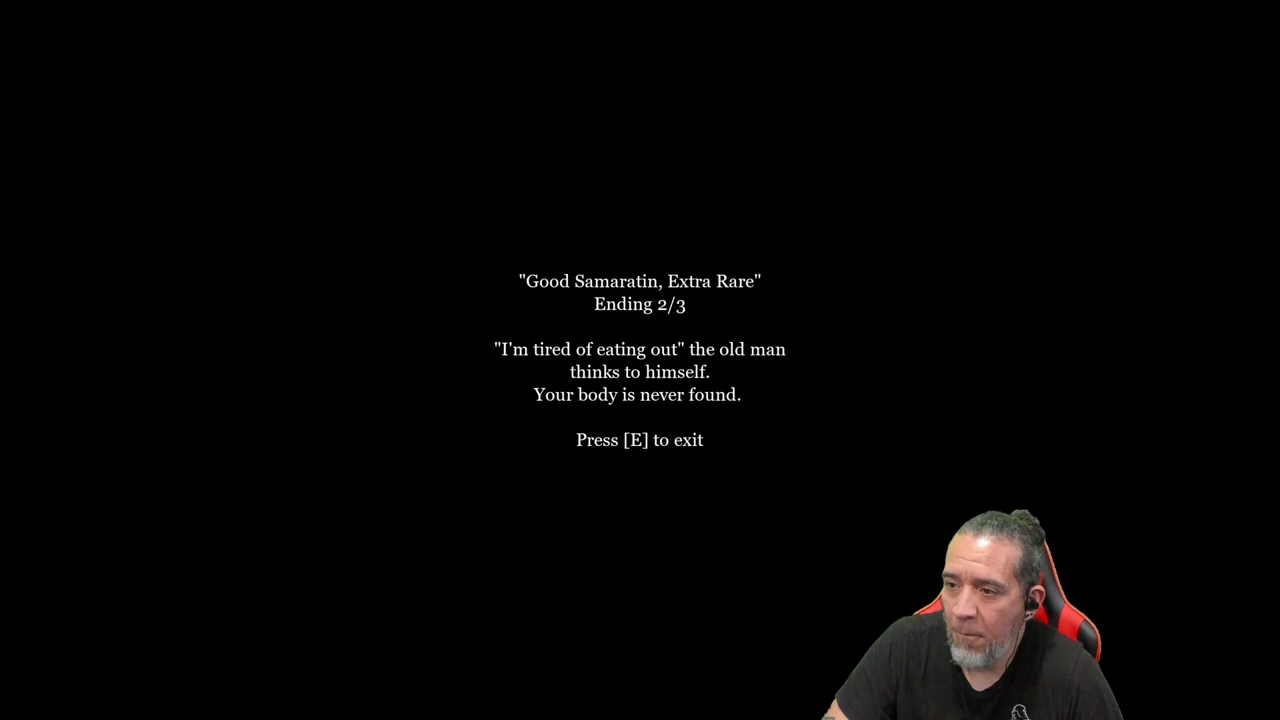 "Good Samaratin, Extra Rare"
Ending 2/3
"I'm tired of eating out" the old man
thinks to himself.
Your body is never found.
Press [E] to exit